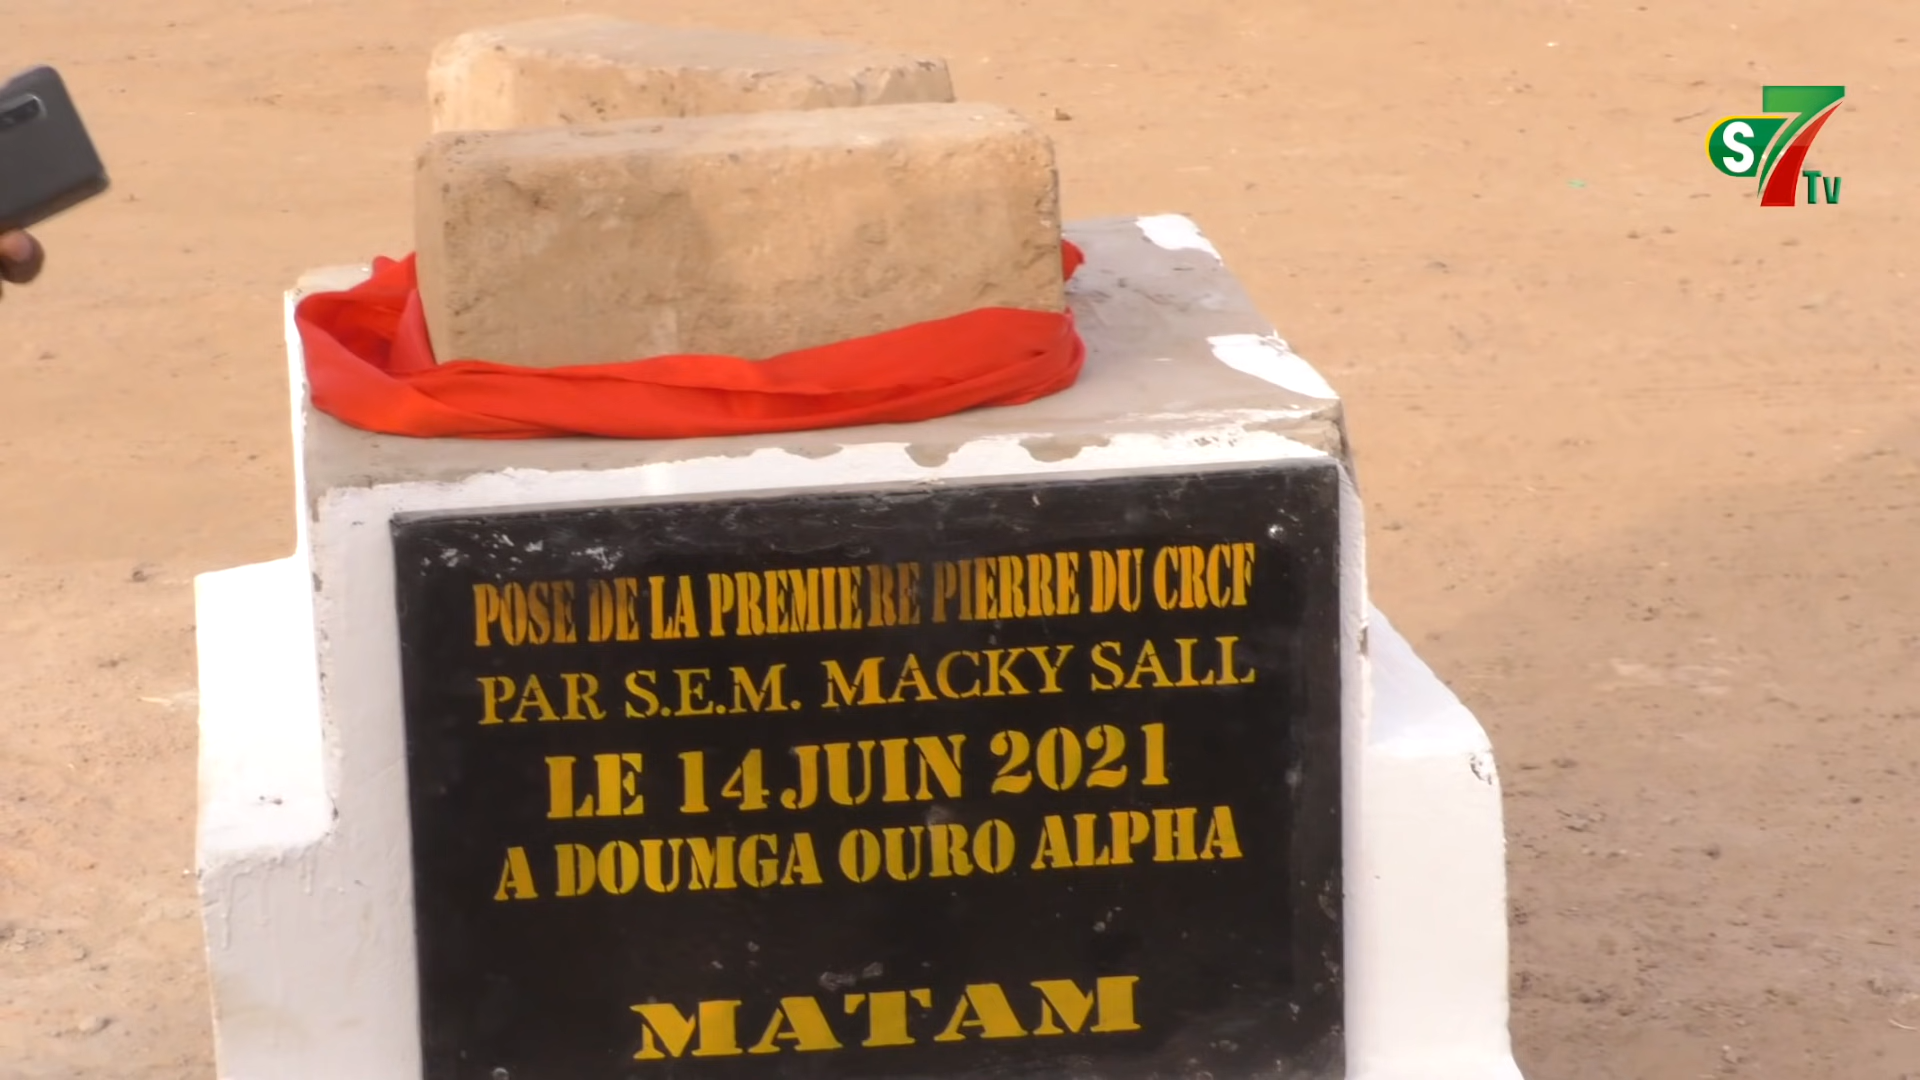 S7 TV
POSE DE LA PREMIERE PIERRE DU CRCF
PAR S.E.M. MACKY SALL
LE 14 JUIN 2021
A DOUMGA OURO ALPHA
MATAM